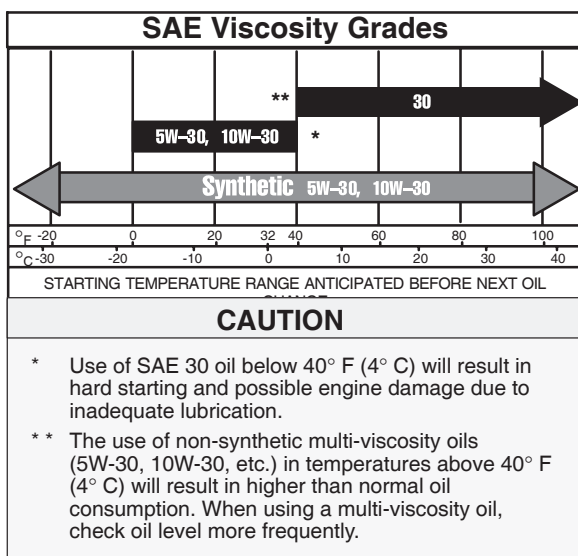 SAE Viscosity Grades
** 30
5W–30, 10W–30 *
Synthetic 5W–30, 10W–30
°F -20 0 20 32 40 60 80 100
°C -30 -20 -10 0 10 20 30 40
STARTING TEMPERATURE RANGE ANTICIPATED BEFORE NEXT OIL
CHANGE
CAUTION
* Use of SAE 30 oil below 40° F (4° C) will result in
hard starting and possible engine damage due to
inadequate lubrication.
* * The use of non-synthetic multi-viscosity oils
(5W-30, 10W-30, etc.) in temperatures above 40° F
(4° C) will result in higher than normal oil
consumption. When using a multi-viscosity oil,
check oil level more frequently.